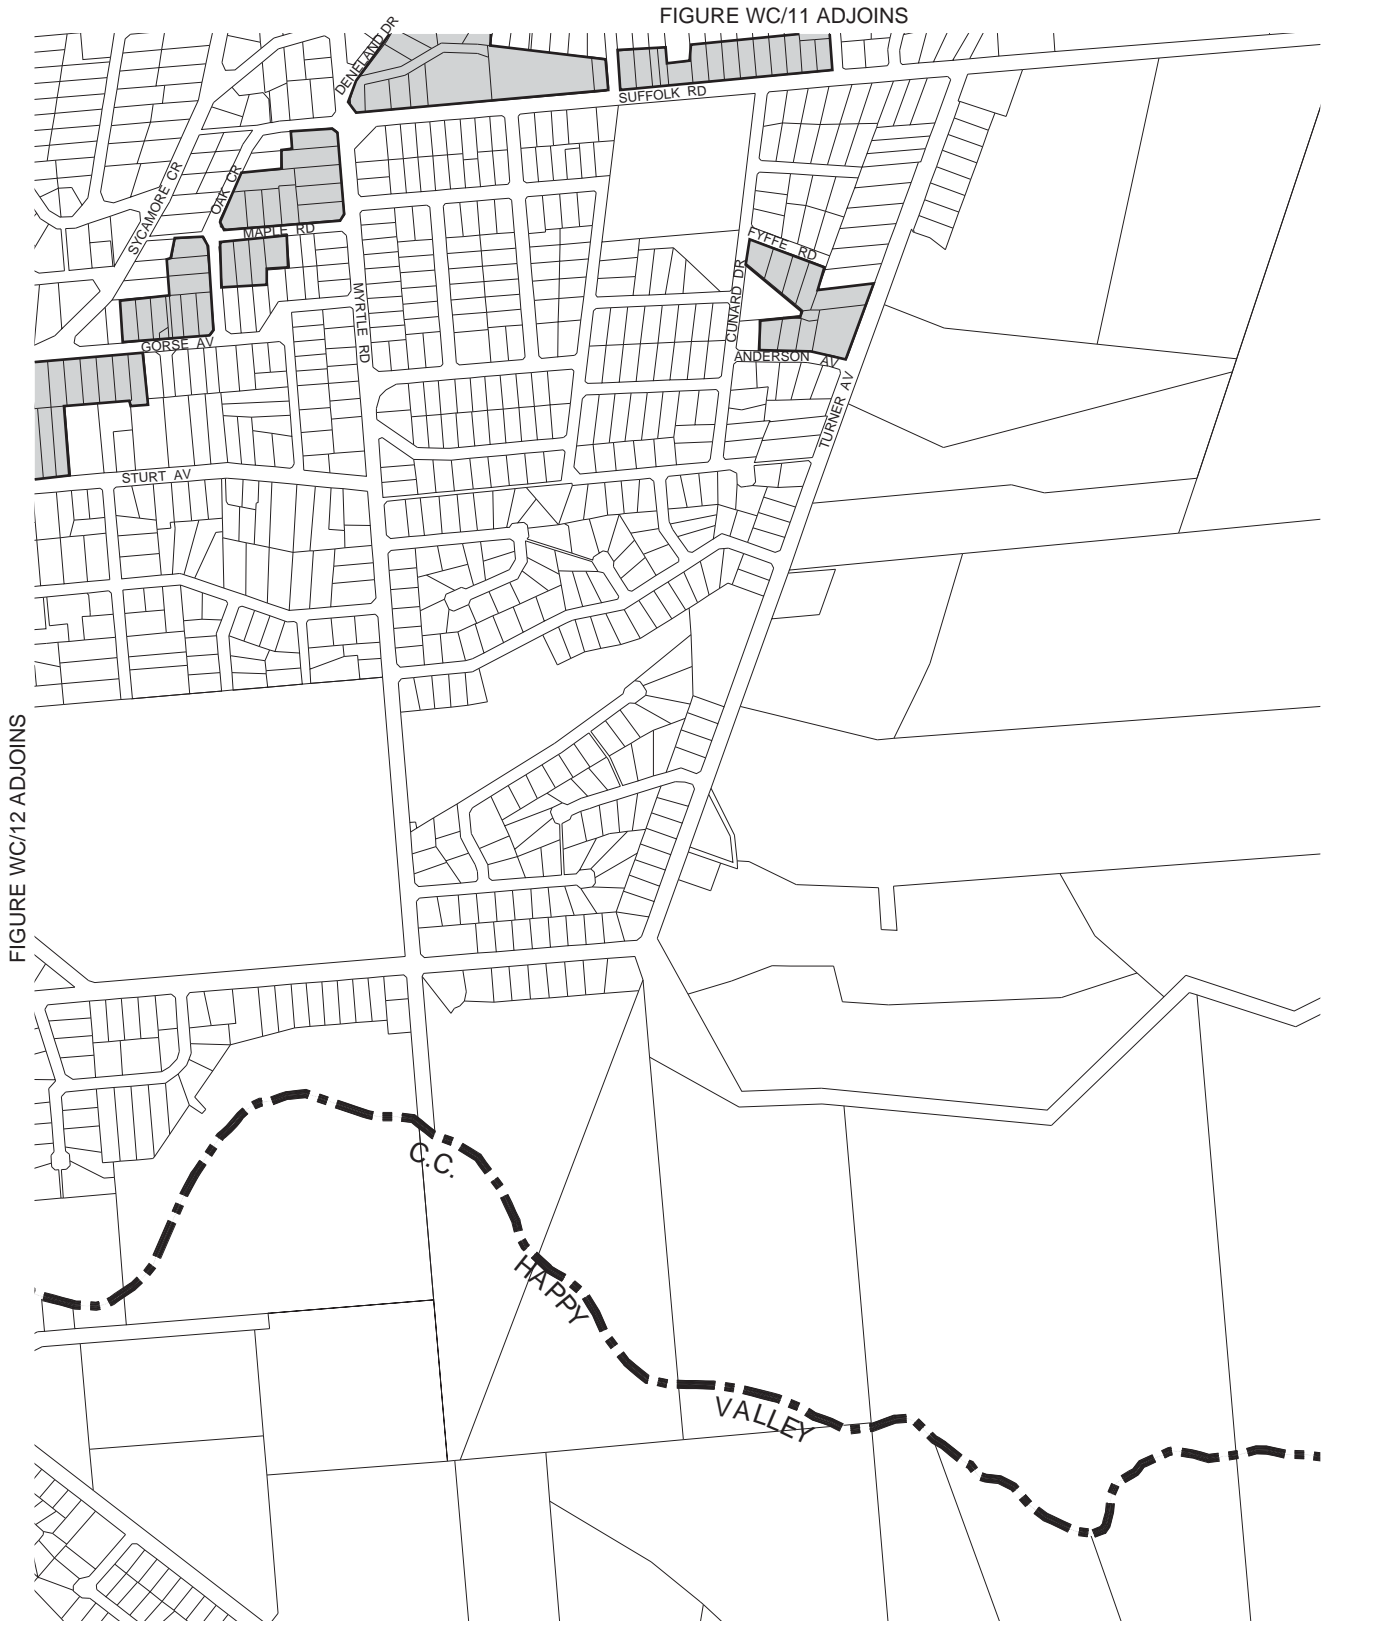 FIGURE WC/11 ADJOINS
DENELAND DR
SUFFOLK RD
SYCAMORE CR
OAK CR
MAPLE RD
FYFFE RD
CUNARD DR
MYRTLE RD
GORSE AV
ANDERSON AV
TURNER AV
STURT AV
FIGURE WC/12 ADJOINS
C.C.
HAPPY
VALLEY